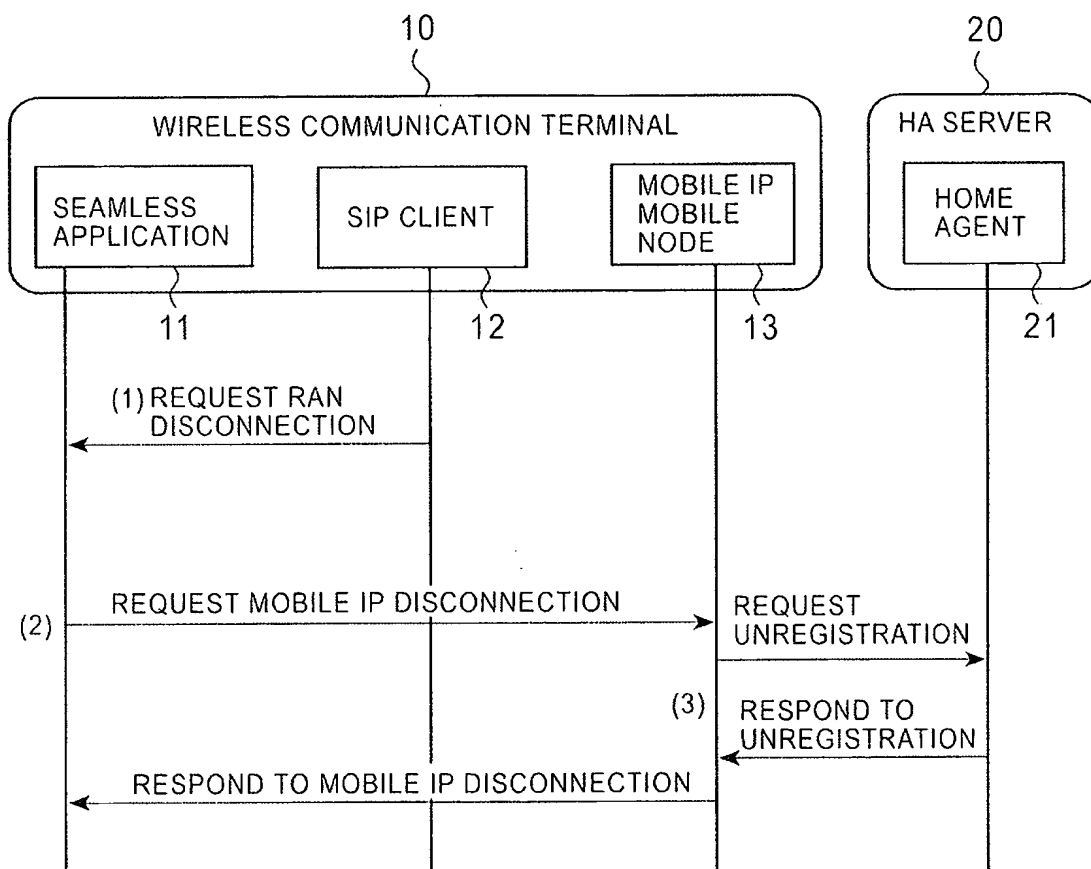 10
20
WIRELESS COMMUNICATION TERMINAL
HA SERVER
SEAMLESS
APPLICATION
SIP CLIENT
MOBILE IP
MOBILE
NODE
HOME
AGENT
11
12
13
21
(1) REQUEST RAN
DISCONNECTION
(2)
REQUEST MOBILE IP DISCONNECTION
REQUEST
UNREGISTRATION
(3)
RESPOND TO
UNREGISTRATION
RESPOND TO MOBILE IP DISCONNECTION